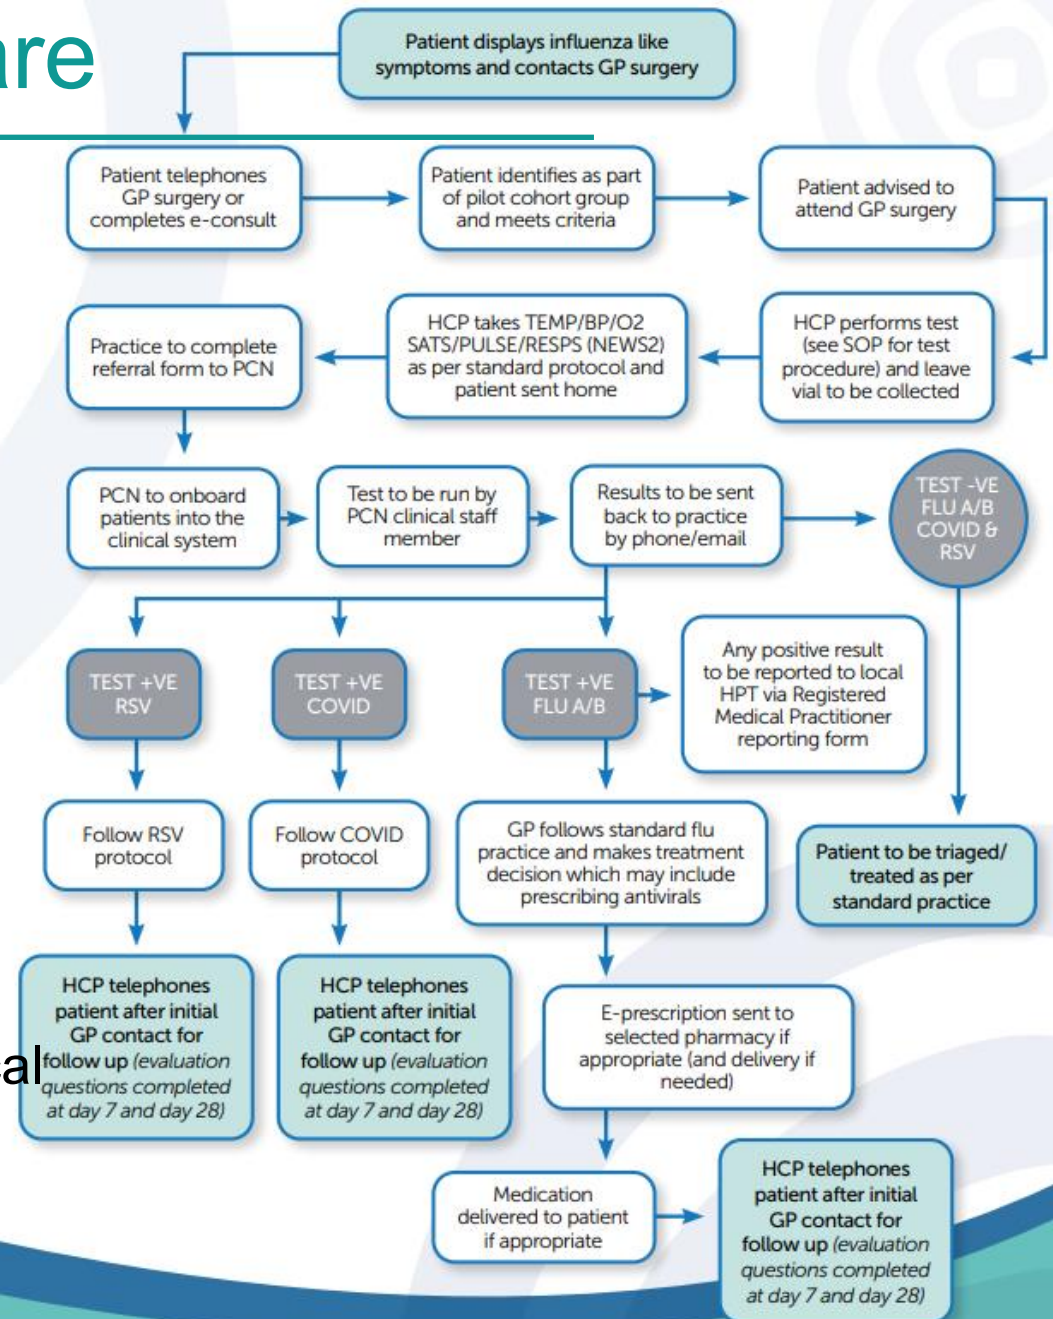 are
Patient displays influenza like
symptoms and contacts GP surgery
Patient telephones
GP surgery or
completes e-consult
Patient identifies as part
of pilot cohort group
and meets criteria
Patient advised to
attend GP surgery
Practice to complete
referral form to PCN
HCP takes TEMP/BP/O2
SATS/PULSE/RESPS (NEWS2)
as per standard protocol and
patient sent home
HCP performs test
(see SOP for test
procedure) and leave
vial to be collected
PCN to onboard
patients into the
clinical system
Test to be run by
PCN clinical staff
member
Results to be sent
back to practice
by phone/email
TEST -VE
FLU A/B
COVID &
RSV
TEST +VE
RSV
TEST +VE
COVID
TEST +VE
FLU A/B
Any positive result
to be reported to local
HPT via Registered
Medical Practitioner
reporting form
Follow RSV
protocol
Follow COVID
protocol
GP follows standard flu
practice and makes treatment
decision which may include
prescribing antivirals
Patient to be triaged/
treated as per
standard practice
al
HCP telephones
patient after initial
GP contact for
follow up (evaluation
questions completed
at day 7 and day 28)
HCP telephones
patient after initial
GP contact for
follow up (evaluation
questions completed
at day 7 and day 28)
E-prescription sent to
selected pharmacy if
appropriate (and delivery if
needed)
Medication
delivered to patient
if appropriate
HCP telephones
patient after initial
GP contact for
follow up (evaluation
questions completed
at day 7 and day 28)